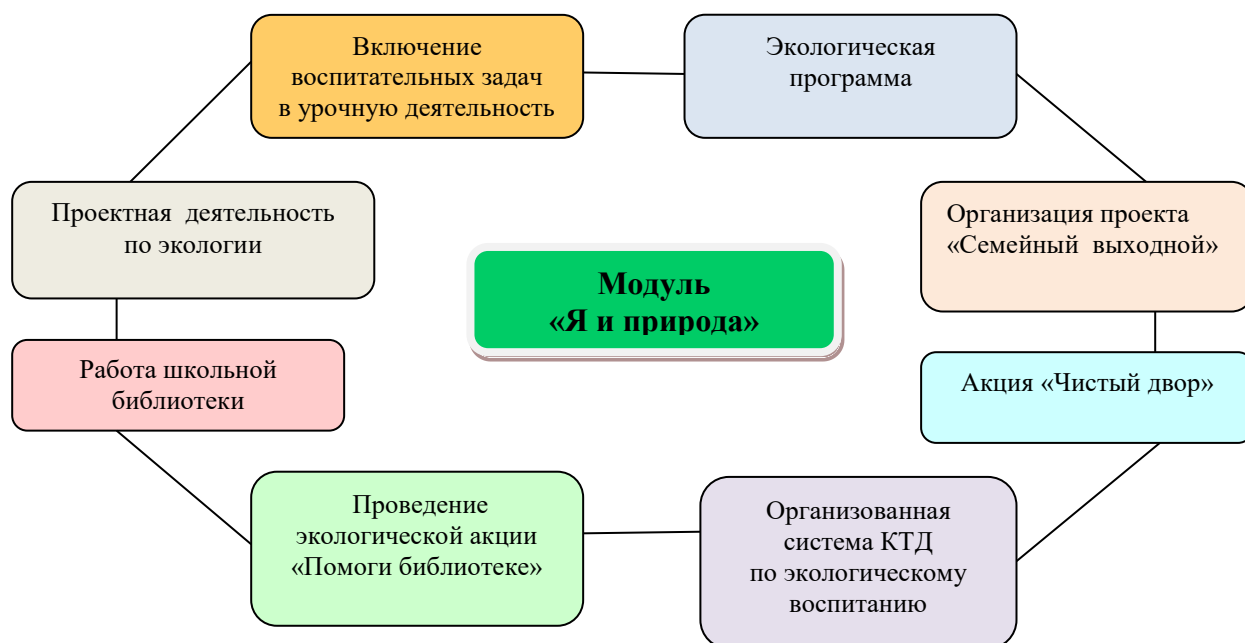 Включение
воспитательных задач
в урочную деятельность
Экологическая
программа
Проектная деятельность
по экологии
Организация проекта
«Семейный выходной»
Модуль
«Я и природа»
Работа школьной
библиотеки
Акция «Чистый двор»
Проведение
экологической акции
«Помоги библиотеке»
Организованная
система КТД
по экологическому
воспитанию